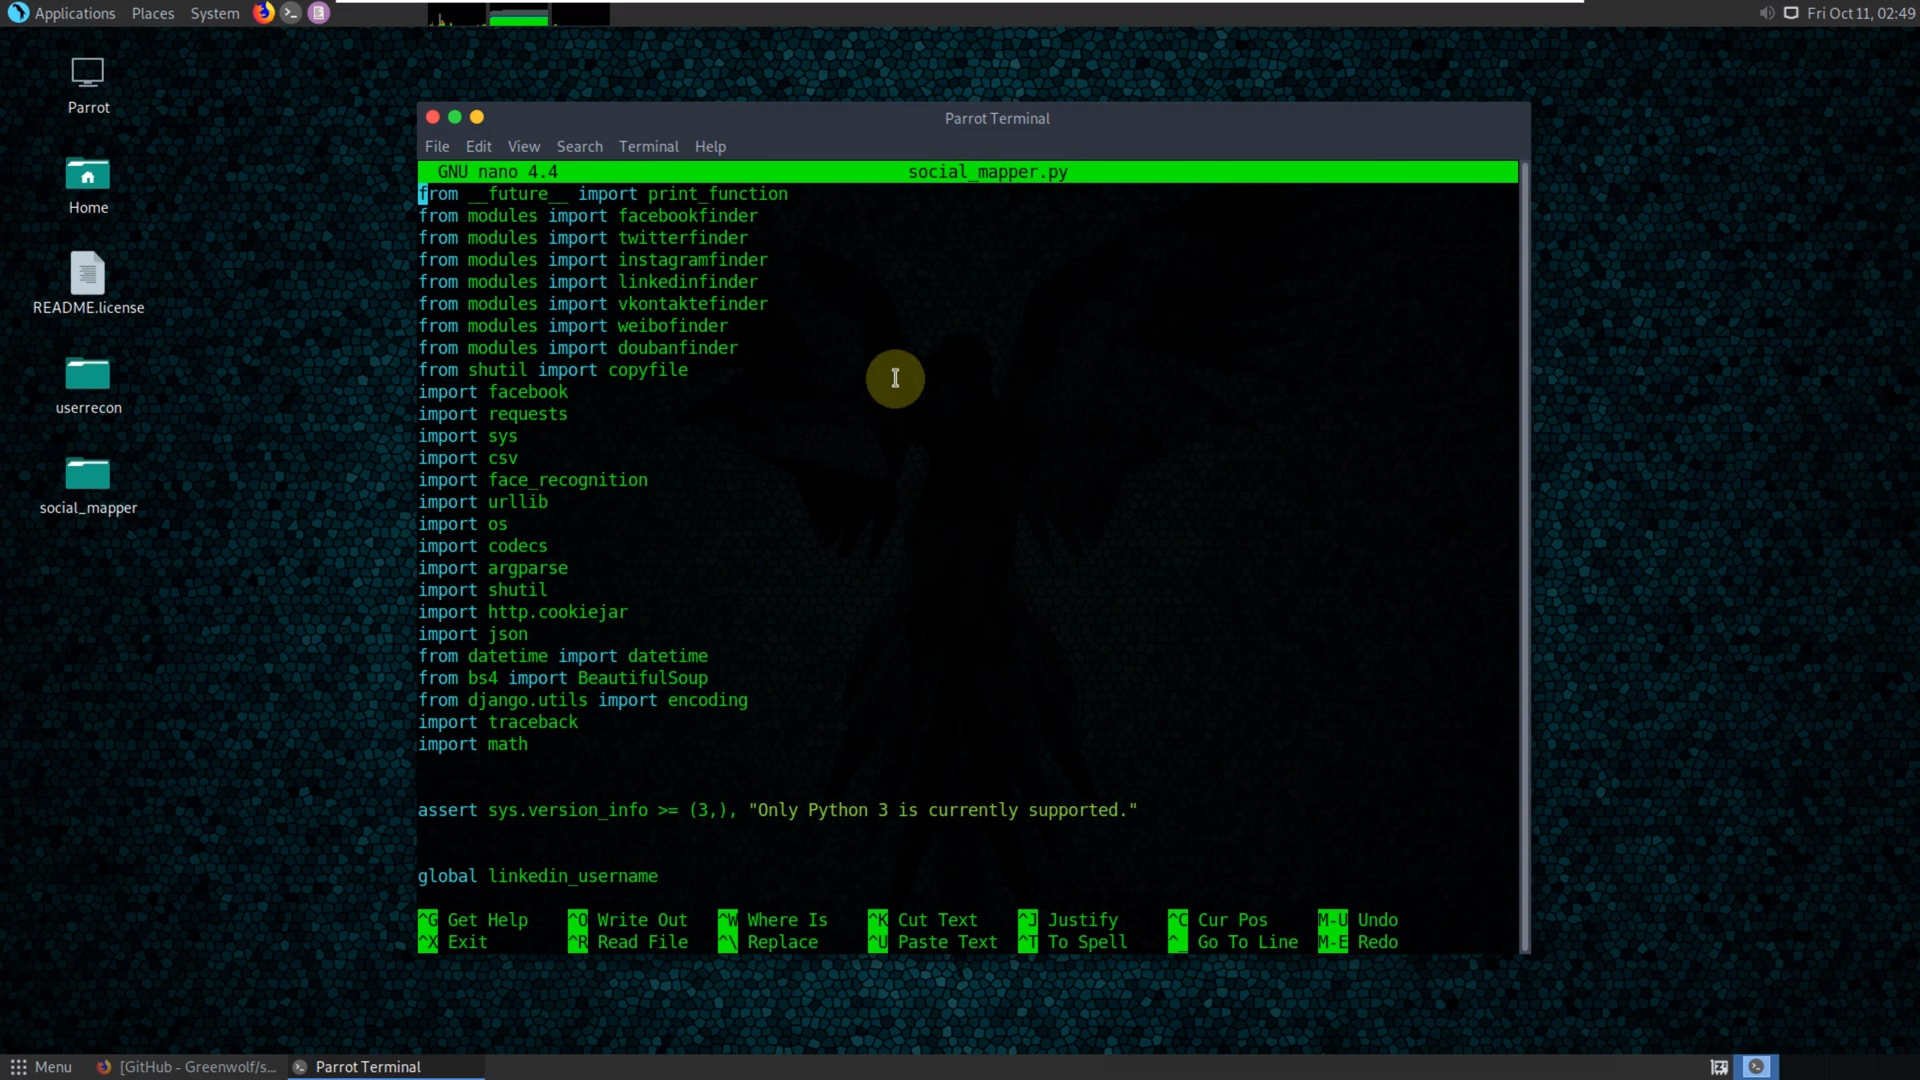 Applications Places System Fri Oct 11, 02:49
Parrot
Home
README.license
userrecon
social_mapper
Parrot Terminal
File Edit View Search Terminal Help
GNU nano 4.4 social_mapper.py
from __future__ import print_function
from modules import facebookfinder
from modules import twitterfinder
from modules import instagramfinder
from modules import linkedinfinder
from modules import vkontaktefinder
from modules import weibofinder
from modules import doubanfinder
from shutil import copyfile
import facebook
import requests
import sys
import csv
import face_recognition
import urllib
import os
import codecs
import argparse
import shutil
import http.cookiejar
import json
from datetime import datetime
from bs4 import BeautifulSoup
from django.utils import encoding
import traceback
import math
assert sys.version_info >= (3,), "Only Python 3 is currently supported."
global linkedin_username
^G Get Help ^O Write Out ^W Where Is ^K Cut Text ^J Justify ^C Cur Pos M-U Undo
^X Exit ^R Read File ^\ Replace ^U Paste Text ^T To Spell ^_ Go To Line M-E Redo
Menu [GitHub - Greenwolf/s... Parrot Terminal